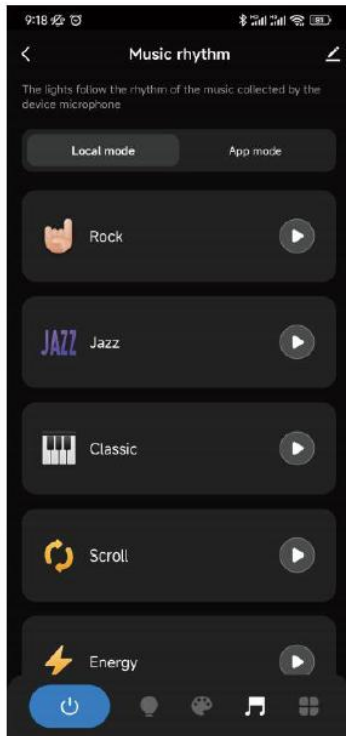 9:18
81
Music rhythm
The lights follow the rhythm of the music collected by the
device microphone
Local mode
App mode
Rock
JAZZ Jazz
Classic
Scroll
Energy